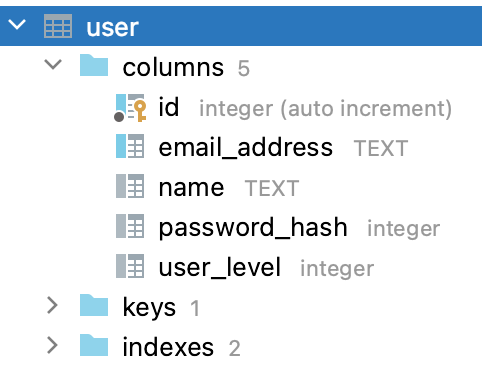 user
columns 5
id integer (auto increment)
email_address TEXT
name TEXT
password_hash integer
user_level integer
keys 1
indexes 2